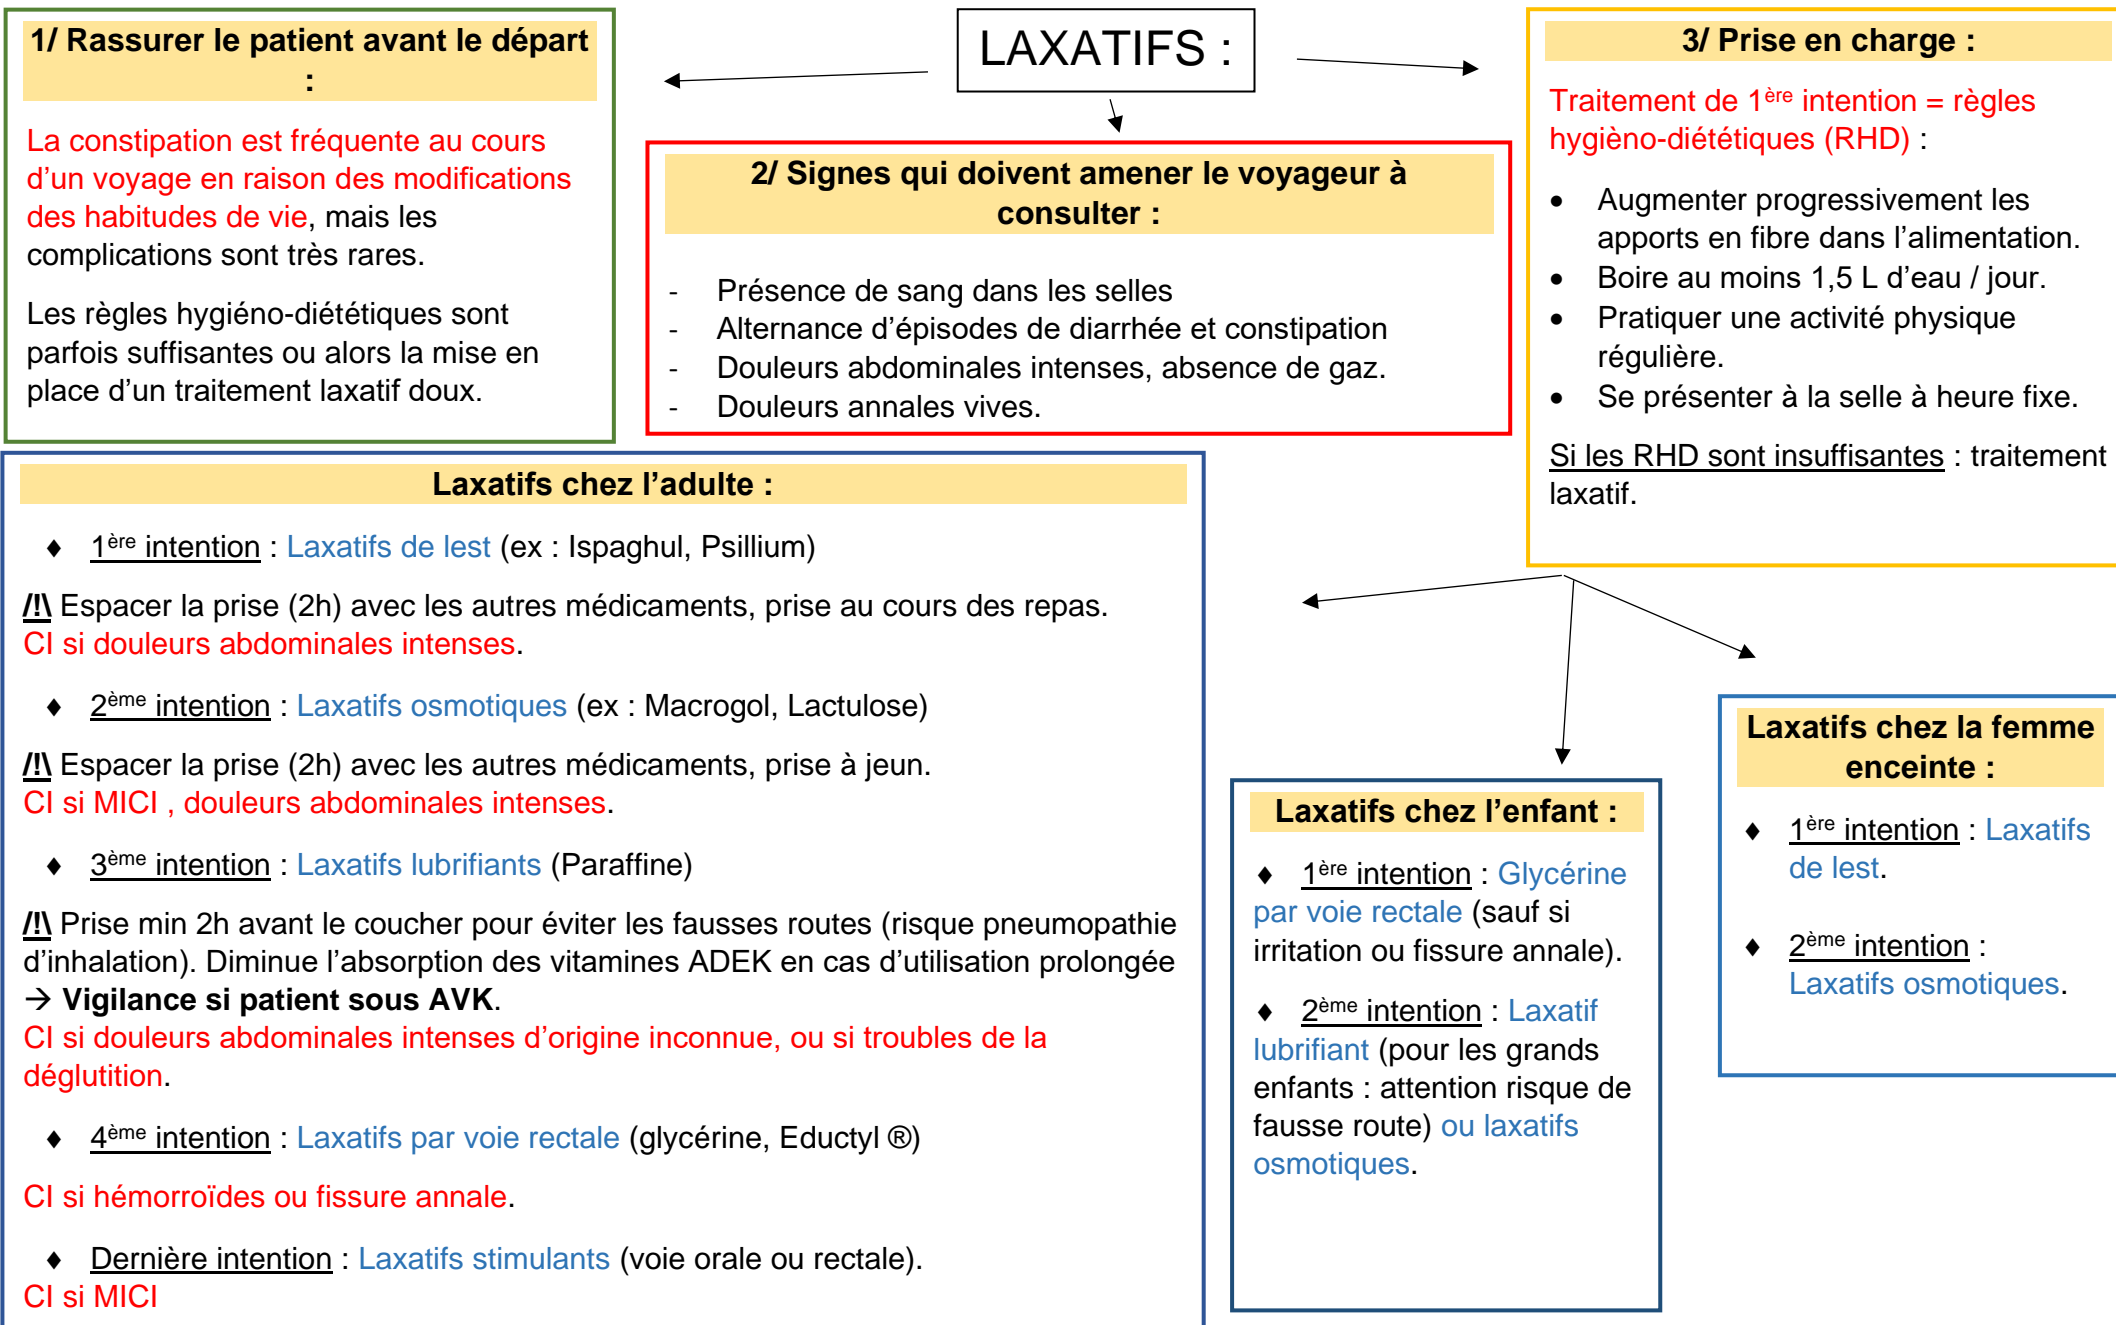 LAXATIFS :
1/ Rassurer le patient avant le départ
:
La constipation est fréquente au cours
d’un voyage en raison des modifications
des habitudes de vie, mais les
complications sont très rares.
Les règles hygiéno-diététiques sont
parfois suffisantes ou alors la mise en
place d’un traitement laxatif doux.
2/ Signes qui doivent amener le voyageur à
consulter :
- Présence de sang dans les selles
- Alternance d’épisodes de diarrhée et constipation
- Douleurs abdominales intenses, absence de gaz.
- Douleurs annales vives.
3/ Prise en charge :
Traitement de 1ère intention = règles
hygièno-diététiques (RHD) :
• Augmenter progressivement les
apports en fibre dans l’alimentation.
• Boire au moins 1,5 L d’eau / jour.
• Pratiquer une activité physique
régulière.
• Se présenter à la selle à heure fixe.
Si les RHD sont insuffisantes : traitement
laxatif.
Laxatifs chez l’adulte :
♦ 1ère intention : Laxatifs de lest (ex : Ispaghul, Psillium)
/!\ Espacer la prise (2h) avec les autres médicaments, prise au cours des repas.
CI si douleurs abdominales intenses.
♦ 2ème intention : Laxatifs osmotiques (ex : Macrogol, Lactulose)
/!\ Espacer la prise (2h) avec les autres médicaments, prise à jeun.
CI si MICI , douleurs abdominales intenses.
♦ 3ème intention : Laxatifs lubrifiants (Paraffine)
/!\ Prise min 2h avant le coucher pour éviter les fausses routes (risque pneumopathie
d’inhalation). Diminue l’absorption des vitamines ADEK en cas d’utilisation prolongée
→ Vigilance si patient sous AVK.
CI si douleurs abdominales intenses d’origine inconnue, ou si troubles de la
déglutition.
♦ 4ème intention : Laxatifs par voie rectale (glycérine, Eductyl ®)
CI si hémorroïdes ou fissure annale.
♦ Dernière intention : Laxatifs stimulants (voie orale ou rectale).
CI si MICI
Laxatifs chez l’enfant :
♦ 1ère intention : Glycérine
par voie rectale (sauf si
irritation ou fissure annale).
♦ 2ème intention : Laxatif
lubrifiant (pour les grands
enfants : attention risque de
fausse route) ou laxatifs
osmotiques.
Laxatifs chez la femme
enceinte :
♦ 1ère intention : Laxatifs
de lest.
♦ 2ème intention :
Laxatifs osmotiques.